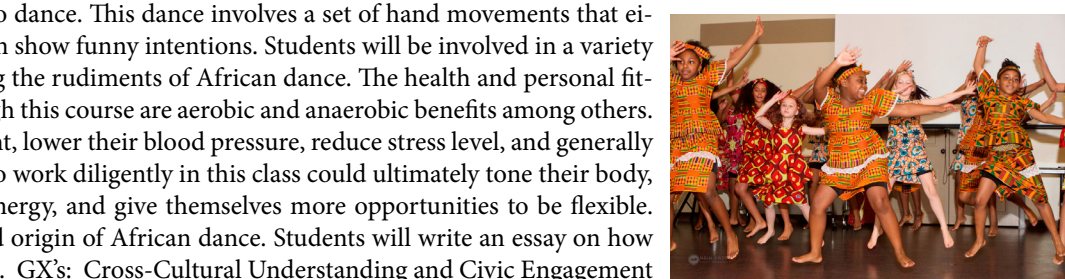 o dance. This dance involves a set of hand movements that ei-
n show funny intentions. Students will be involved in a variety
g the rudiments of African dance. The health and personal fit-
gh this course are aerobic and anaerobic benefits among others.
nt, lower their blood pressure, reduce stress level, and generally
o work diligently in this class could ultimately tone their body,
nergy, and give themselves more opportunities to be flexible.
d origin of African dance. Students will write an essay on how
. GX's: Cross-Cultural Understanding and Civic Engagement